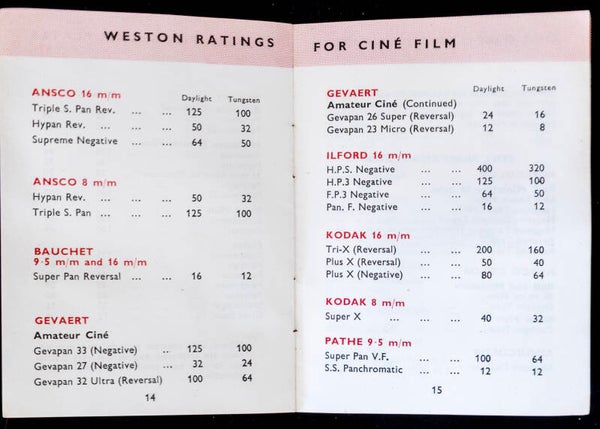 WESTON RATINGS
ANSCO 16 m/m
Daylight Tungsten
Triple S. Pan Rev. ... ... 125 100
Hypan Rev. ... ... ... 50 32
Supreme Negative ... ... 64 50
ANSCO 8 m/m
Hypan Rev. ... ... ... 50 32
Triple S. Pan ... ... ... 125 100
BAUCHET
9·5 m/m and 16 m/m
Super Pan Reversal ... ... 16 12
GEVAERT
Amateur Ciné
Gevapan 33 (Negative) ... 125 100
Gevapan 27 (Negative) ... 32 24
Gevapan 32 Ultra (Reversal) 100 64
14
FOR CINÉ FILM
GEVAERT Daylight Tungsten
Amateur Ciné (Continued)
Gevapan 26 Super (Reversal) 24 16
Gevapan 23 Micro (Reversal) 12 8
ILFORD 16 m/m
H.P.S. Negative ... ... 400 320
H.P.3 Negative ... ... 125 100
F.P.3 Negative ... ... 64 50
Pan. F. Negative ... ... 16 12
KODAK 16 m/m
Tri-X (Reversal) ... ... 200 160
Plus X (Reversal) ... ... 50 40
Plus X (Negative) ... ... 80 64
KODAK 8 m/m
Super X ... ... ... 40 32
PATHE 9·5 m/m
Super Pan V.F. ... ... 100 64
S.S. Panchromatic ... ... 12 12
15